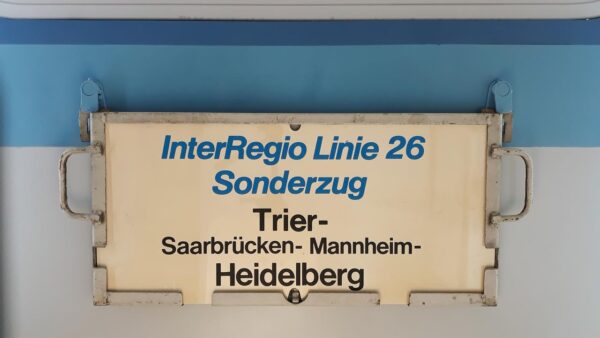 InterRegio Linie 26
Sonderzug
Trier-
Saarbrücken- Mannheim-
Heidelberg